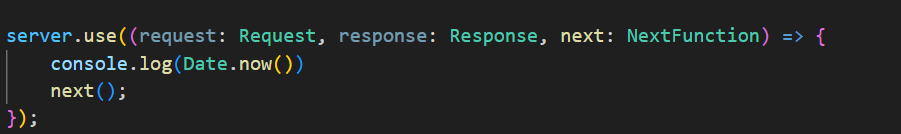 server.use((request: Request, response: Response, next: NextFunction) => {
    console.log(Date.now())
    next();
});